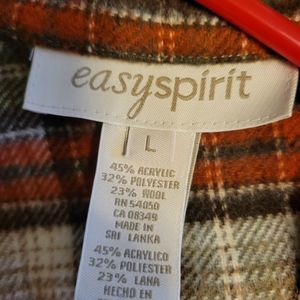 easyspirit
L
45% ACRYLIC
32% POLYESTER
23% WOOL
RN 54050
CA 08349
MADE IN
SRI LANKA
45% ACRILICO
32% POLIESTER
23% LANA
HECHO EN